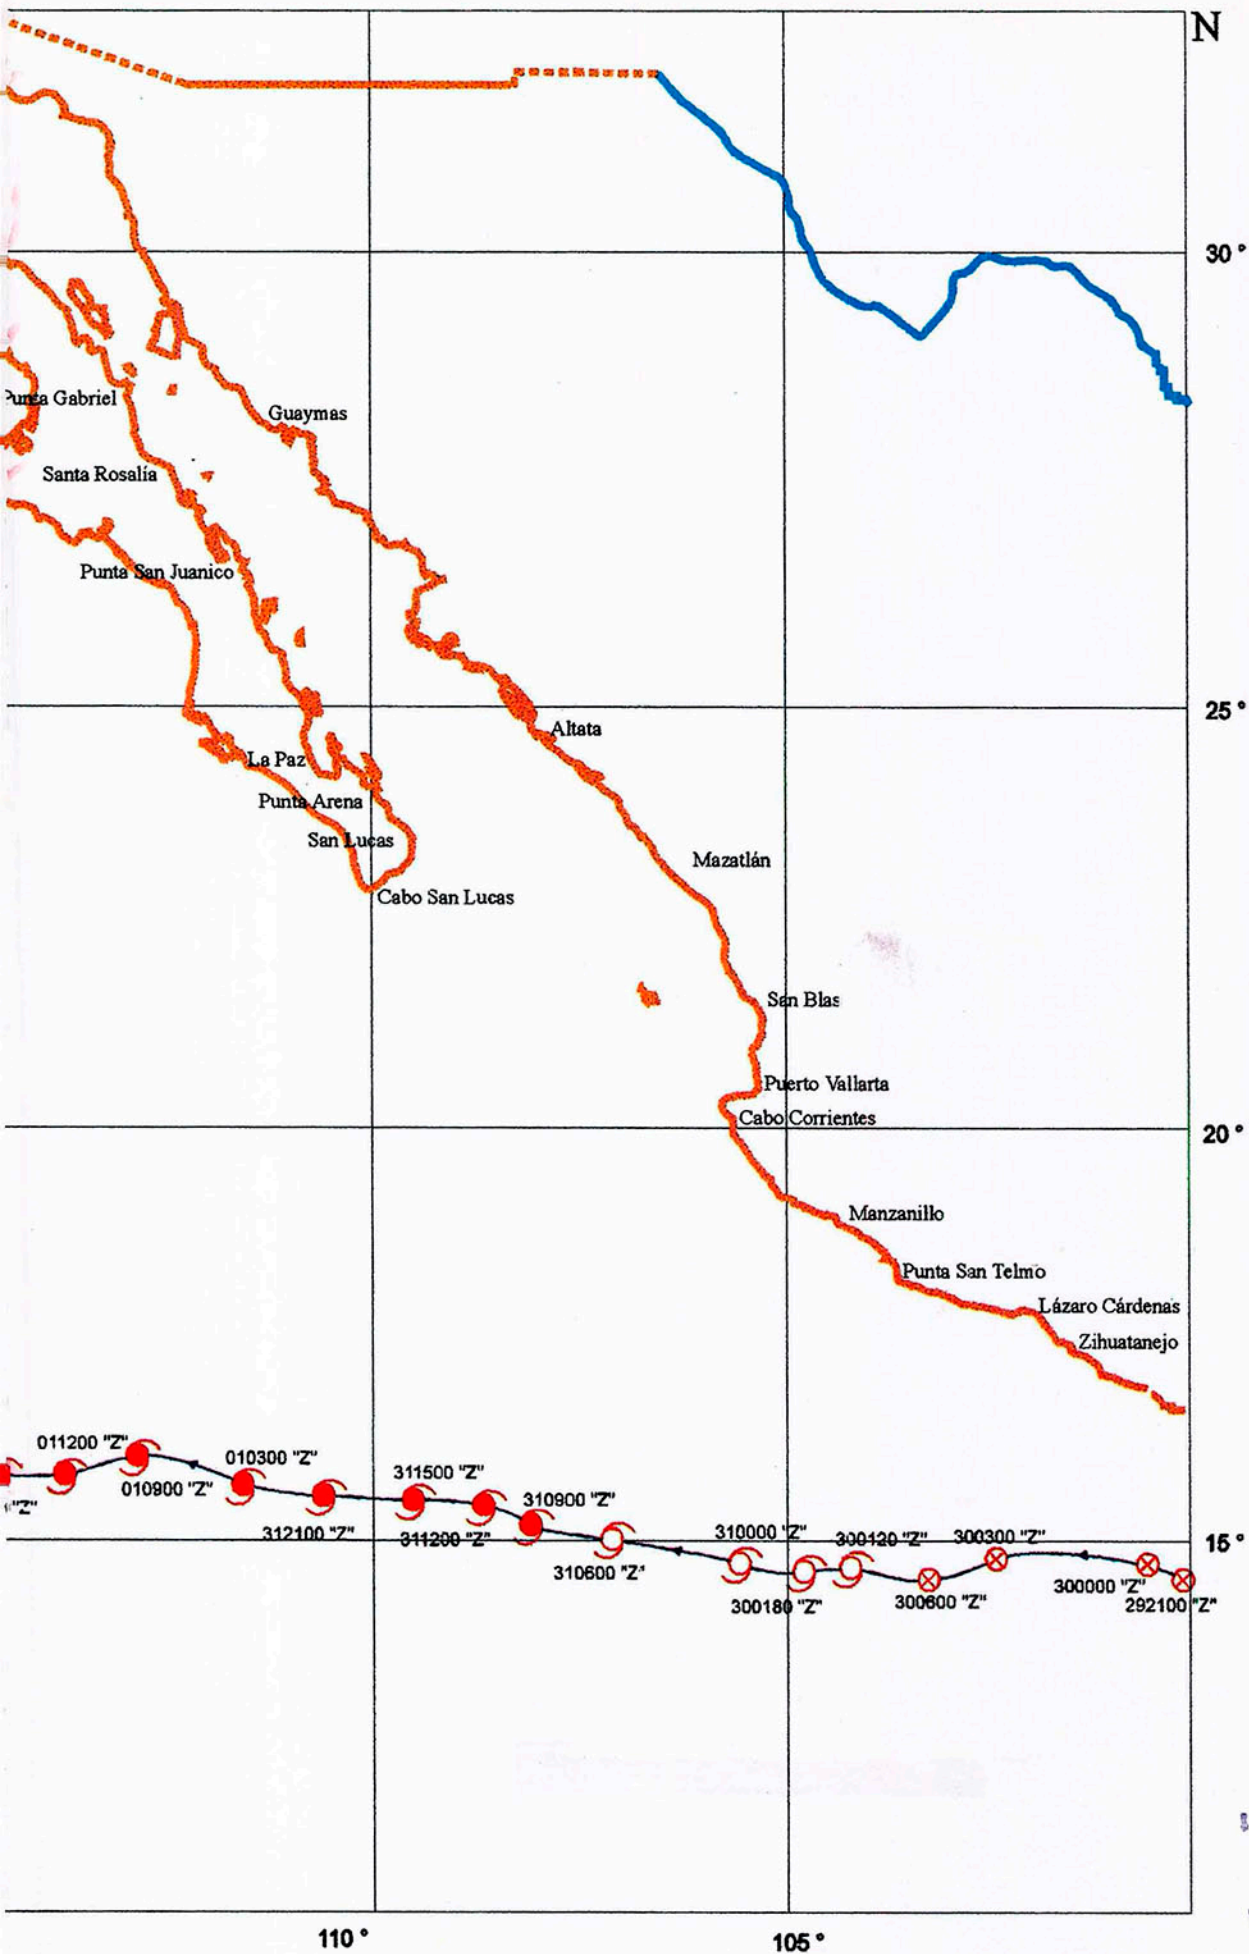 N
30°
Punta Gabriel
Guaymas
Santa Rosalía
Punta San Juanico
25°
Altata
La Paz
Punta Arena
San Lucas
Mazatlán
Cabo San Lucas
San Blas
Puerto Vallarta
Cabo Corrientes
20°
Manzanillo
Punta San Telmo
Lázaro Cárdenas
Zihuatanejo
011200 "Z"
010300 "Z"
311500 "Z"
010900 "Z"
310900 "Z"
"Z"
312100 "Z"
311200 "Z"
310000 "Z"
300120 "Z"
300300 "Z"
15°
310600 "Z"
300180 "Z"
300600 "Z"
300000 "Z"
292100 "Z"
110°
105°